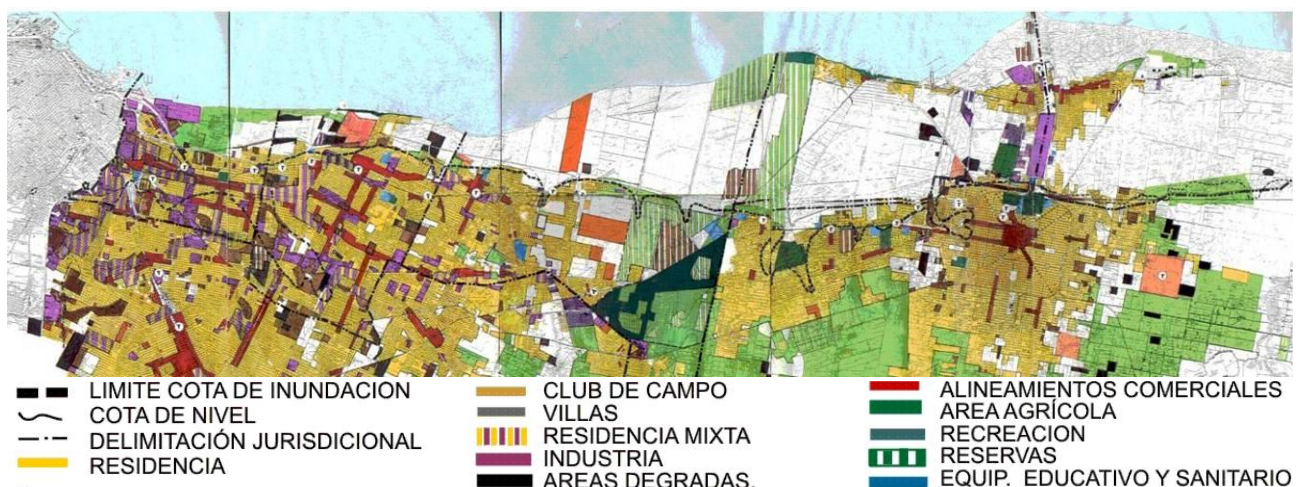 LIMITE COTA DE INUNDACION
COTA DE NIVEL
DELIMITACIÓN JURISDICIONAL
RESIDENCIA
CLUB DE CAMPO
VILLAS
RESIDENCIA MIXTA
INDUSTRIA
AREAS DEGRADAS.
ALINEAMIENTOS COMERCIALES
AREA AGRÍCOLA
RECREACION
RESERVAS
EQUIP. EDUCATIVO Y SANITARIO